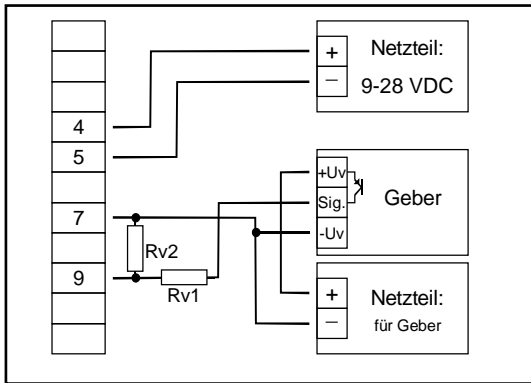 4
5
7
9
Rv2
Rv1
+
−
Netzteil:
9-28 VDC
+Uv
Sig.
-Uv
Geber
+
−
Netzteil:
für Geber